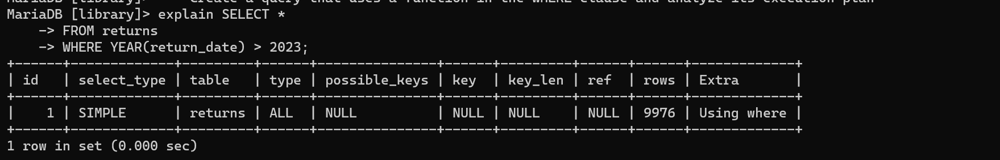 MariaDB [library]> Create a query that uses a function in the WHERE clause and analyze its execution plan
MariaDB [library]> explain SELECT *
    -> FROM returns
    -> WHERE YEAR(return_date) > 2023;
+------+-------------+---------+------+---------------+------+---------+------+------+-------------+
| id   | select_type | table   | type | possible_keys | key  | key_len | ref  | rows | Extra       |
+------+-------------+---------+------+---------------+------+---------+------+------+-------------+
|    1 | SIMPLE      | returns | ALL  | NULL          | NULL | NULL    | NULL | 9976 | Using where |
+------+-------------+---------+------+---------------+------+---------+------+------+-------------+
1 row in set (0.000 sec)